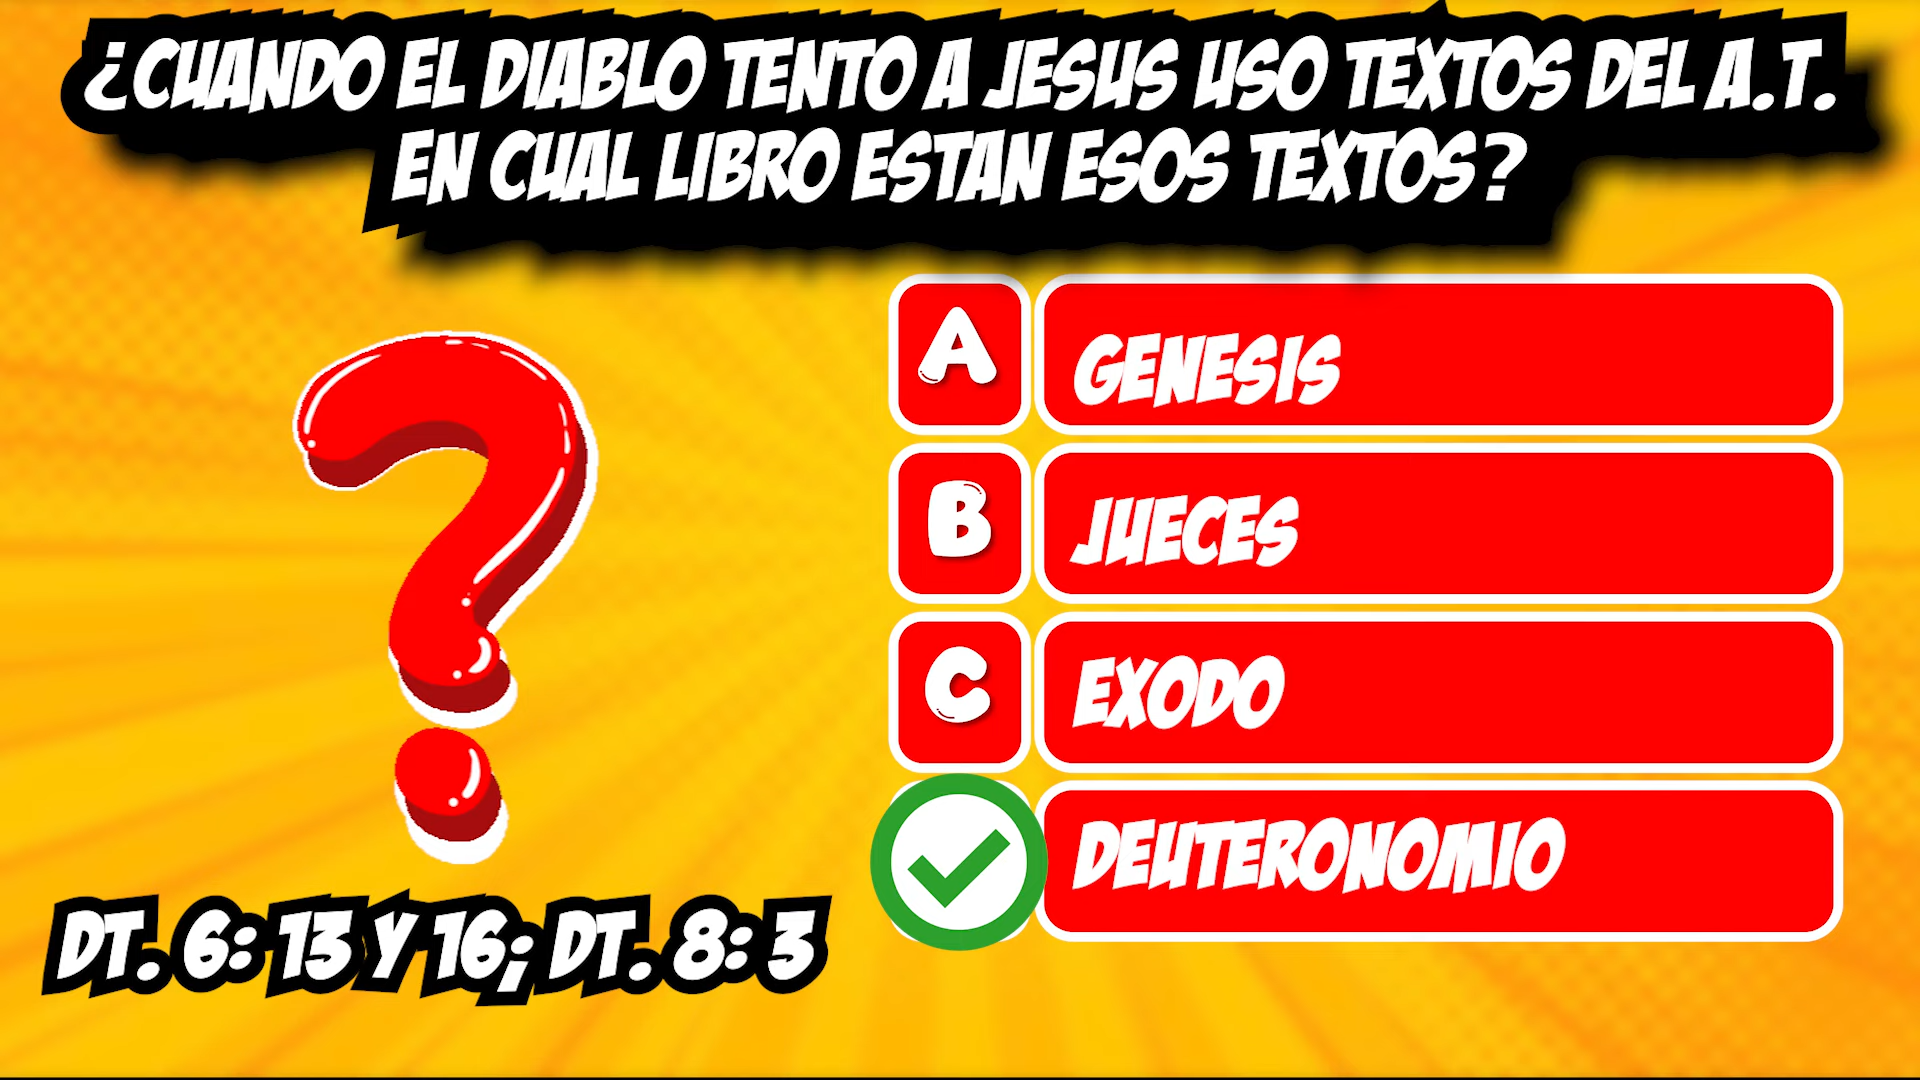 ¿CUANDO EL DIABLO TENTO A JESUS USO TEXTOS DEL A.T.
EN CUAL LIBRO ESTAN ESOS TEXTOS?
A GENESIS
B JUECES
C EXODO
DEUTERONOMIO
DT. 6: 13 Y 16; DT. 8: 3